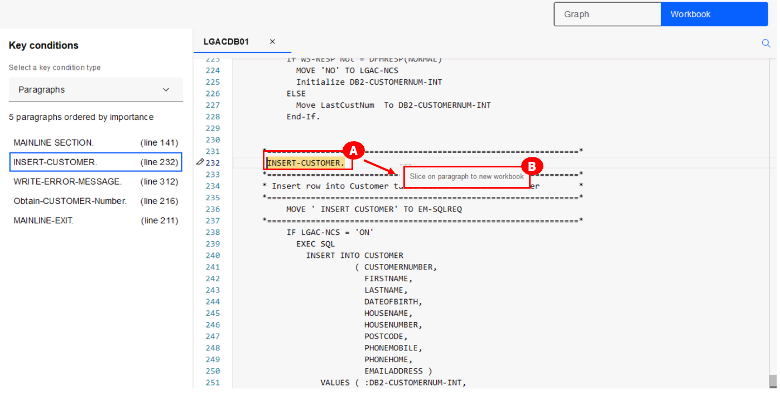 Graph
Workbook
Key conditions
Select a key condition type
Paragraphs
5 paragraphs ordered by importance
MAINLINE SECTION. (line 141)
INSERT-CUSTOMER. (line 232)
WRITE-ERROR-MESSAGE. (line 312)
Obtain-CUSTOMER-Number. (line 216)
MAINLINE-EXIT. (line 211)
LGACDB01 ×
223 If WS-RESP Not = DFHRESP(NORMAL)
224 MOVE 'NO' TO LGAC-NCS
225 Initialize DB2-CUSTOMERNUM-INT
226 ELSE
227 Move LastCustNum To DB2-CUSTOMERNUM-INT
228 End-If.
229
230
231 *================================================================*
A
232 INSERT-CUSTOMER.
B
Slice on paragraph to new workbook
233 *================================================================*
234 * Insert row into Customer t er *
235 *================================================================*
236 MOVE ' INSERT CUSTOMER' TO EM-SQLREQ
237 *================================================================*
238 IF LGAC-NCS = 'ON'
239 EXEC SQL
240 INSERT INTO CUSTOMER
241 ( CUSTOMERNUMBER,
242 FIRSTNAME,
243 LASTNAME,
244 DATEOFBIRTH,
245 HOUSENAME,
246 HOUSENUMBER,
247 POSTCODE,
248 PHONEMOBILE,
249 PHONEHOME,
250 EMAILADDRESS )
251 VALUES ( :DB2-CUSTOMERNUM-INT,